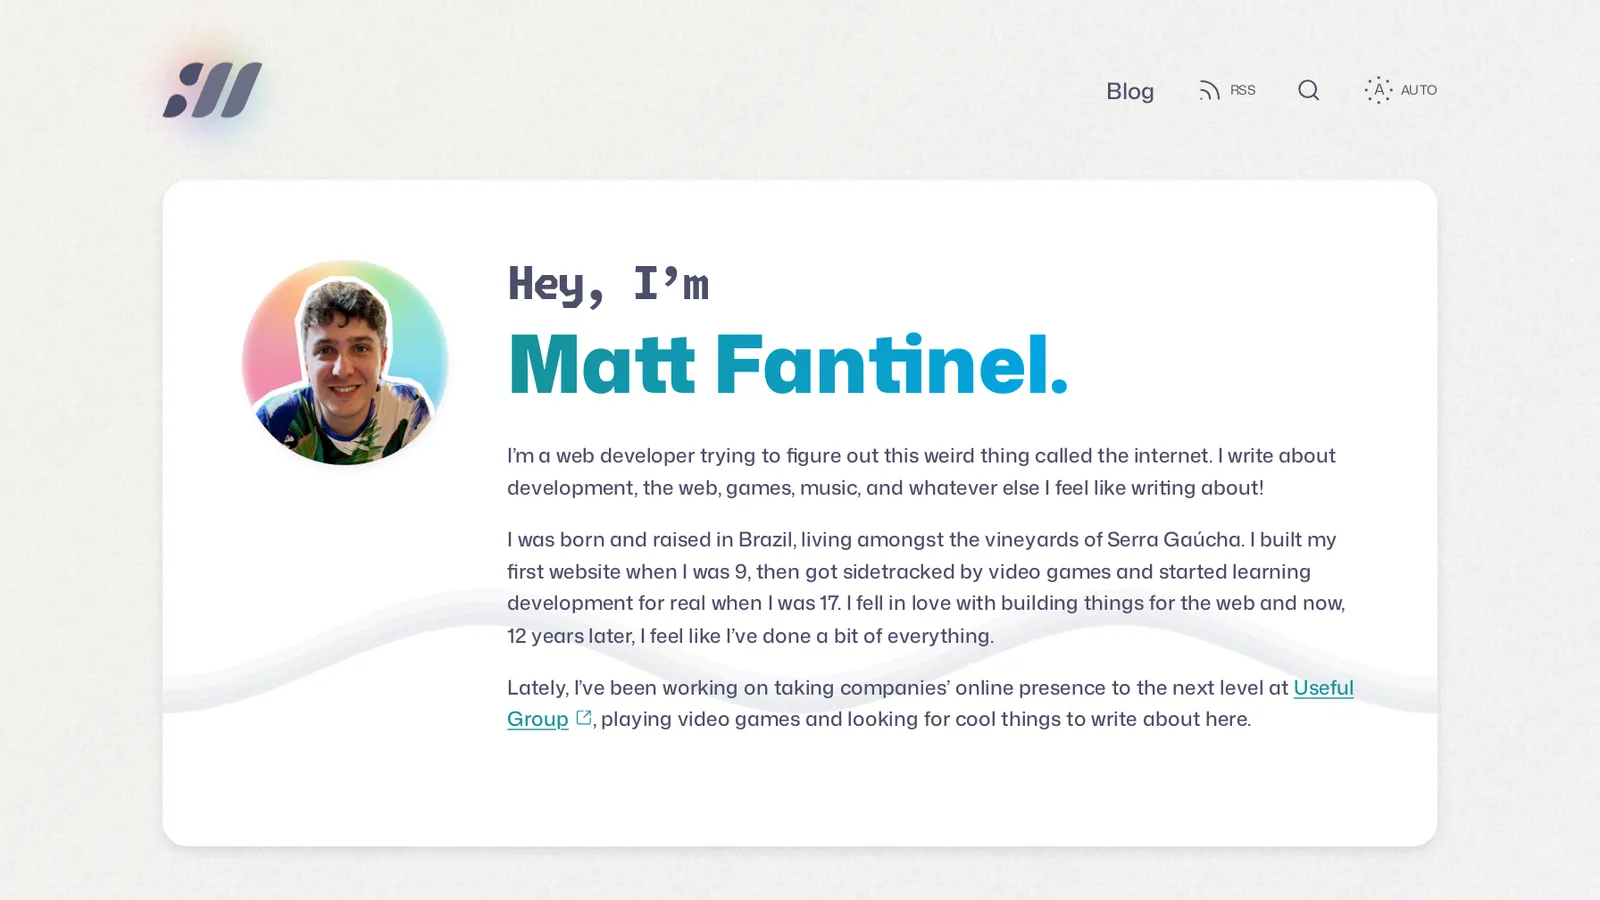 Blog
RSS
A AUTO
Hey, I’m
Matt Fantinel.
I’m a web developer trying to figure out this weird thing called the internet. I write about
development, the web, games, music, and whatever else I feel like writing about!
I was born and raised in Brazil, living amongst the vineyards of Serra Gaúcha. I built my
first website when I was 9, then got sidetracked by video games and started learning
development for real when I was 17. I fell in love with building things for the web and now,
12 years later, I feel like I’ve done a bit of everything.
Lately, I’ve been working on taking companies’ online presence to the next level at Useful
Group, playing video games and looking for cool things to write about here.